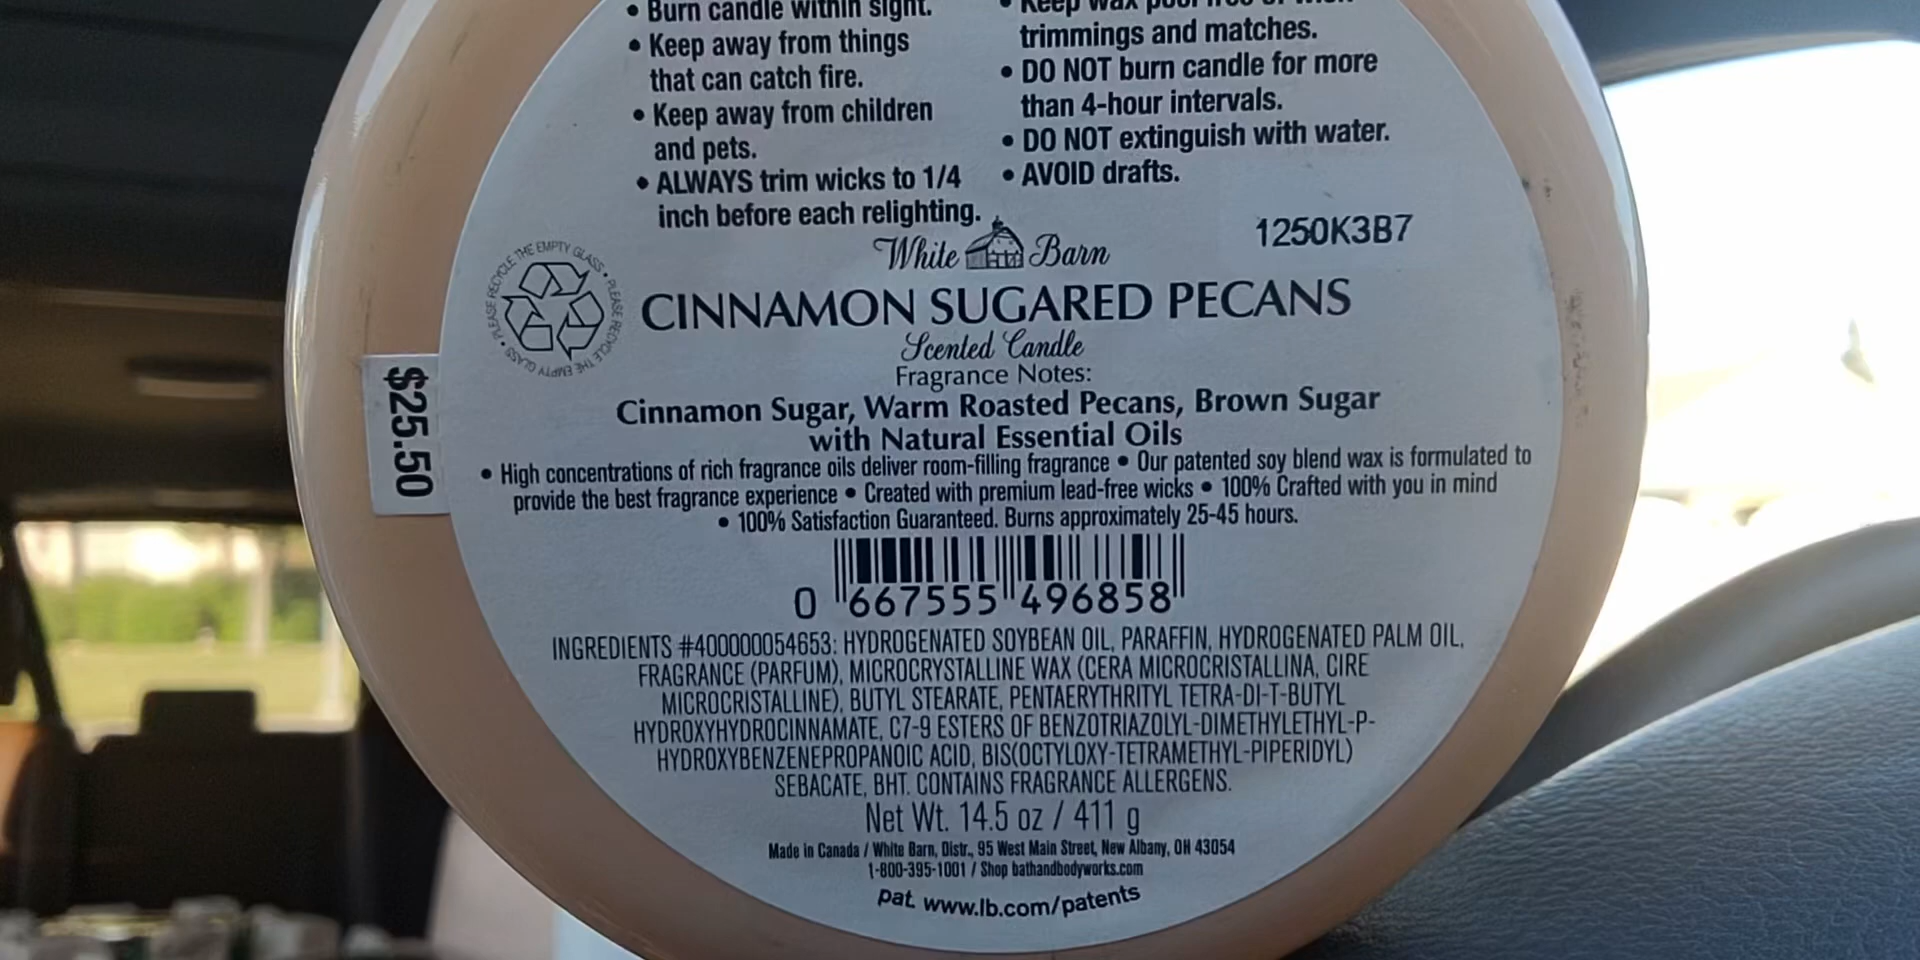 • Burn candle within sight.
• Keep away from things
that can catch fire.
• Keep away from children
and pets.
• ALWAYS trim wicks to 1/4
inch before each relighting.
• Keep wax pool free of wick
trimmings and matches.
• DO NOT burn candle for more
than 4-hour intervals.
• DO NOT extinguish with water.
• AVOID drafts.
1250K3B7
White Barn
PLEASE RECYCLE THE EMPTY GLASS • PLEASE RECYCLE THE EMPTY GLASS •
CINNAMON SUGARED PECANS
Scented Candle
Fragrance Notes:
Cinnamon Sugar, Warm Roasted Pecans, Brown Sugar
with Natural Essential Oils
$25.50
• High concentrations of rich fragrance oils deliver room-filling fragrance • Our patented soy blend wax is formulated to
provide the best fragrance experience • Created with premium lead-free wicks • 100% Crafted with you in mind
• 100% Satisfaction Guaranteed. Burns approximately 25-45 hours.
0 667555 496858
INGREDIENTS #400000054653: HYDROGENATED SOYBEAN OIL, PARAFFIN, HYDROGENATED PALM OIL,
FRAGRANCE (PARFUM), MICROCRYSTALLINE WAX (CERA MICROCRISTALLINA, CIRE
MICROCRISTALLINE), BUTYL STEARATE, PENTAERYTHRITYL TETRA-DI-T-BUTYL
HYDROXYHYDROCINNAMATE, C7-9 ESTERS OF BENZOTRIAZOLYL-DIMETHYLETHYL-P-
HYDROXYBENZENEPROPANOIC ACID, BIS(OCTYLOXY-TETRAMETHYL-PIPERIDYL)
SEBACATE, BHT. CONTAINS FRAGRANCE ALLERGENS.
Net Wt. 14.5 oz / 411 g
Made in Canada / White Barn, Distr., 95 West Main Street, New Albany, OH 43054
1-800-395-1001 / Shop bathandbodyworks.com
Pat. www.lb.com/patents